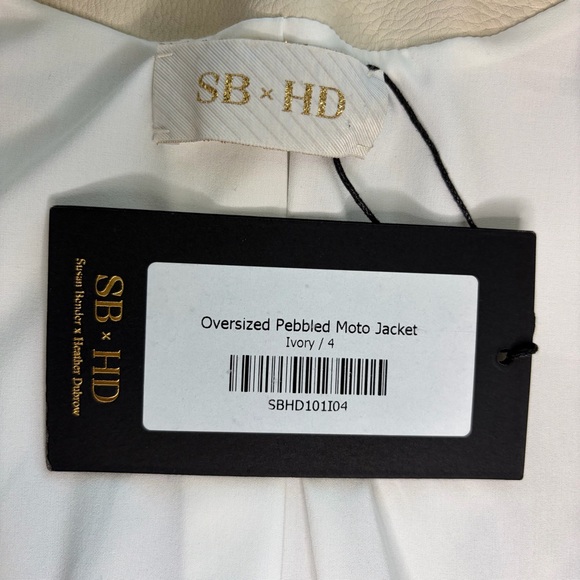 SB × HD
SB × HD
Susan Bender x Heather Dubrow
Oversized Pebbled Moto Jacket
Ivory / 4
SBHD101I04